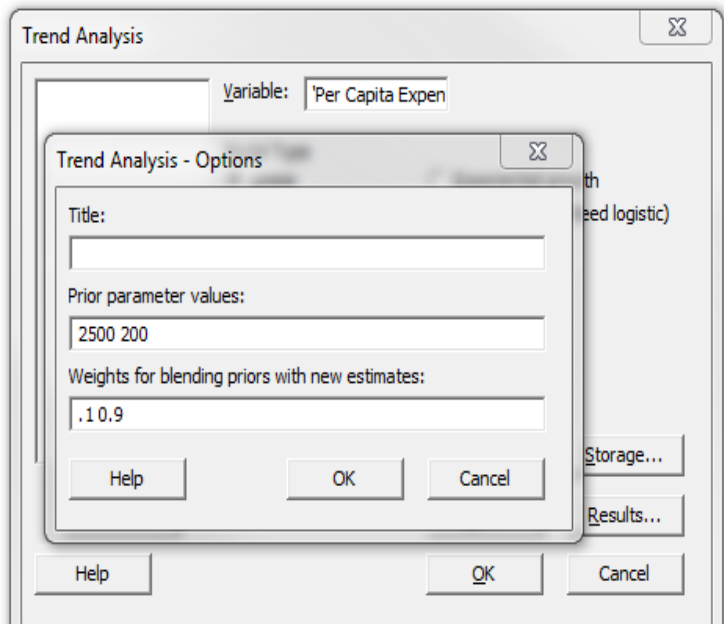 Trend Analysis
Variable: 'Per Capita Expen
Trend Analysis - Options
th
eed logistic)
Title:
Prior parameter values:
2500 200
Weights for blending priors with new estimates:
.1 0.9
Help OK Cancel
Storage...
Results...
Help OK Cancel